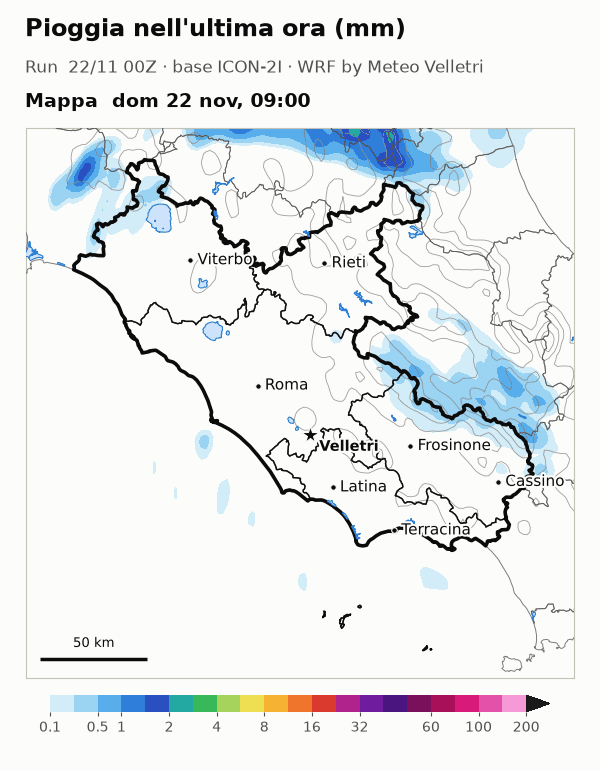 Pioggia nell'ultima ora (mm)
Run  22/11 00Z · base ICON-2I · WRF by Meteo Velletri
Mappa  dom 22 nov, 09:00
Viterbo
Rieti
Roma
Velletri
Frosinone
Cassino
Latina
Terracina
50 km
0.1 0.5 1 2 4 8 16 32 60 100 200